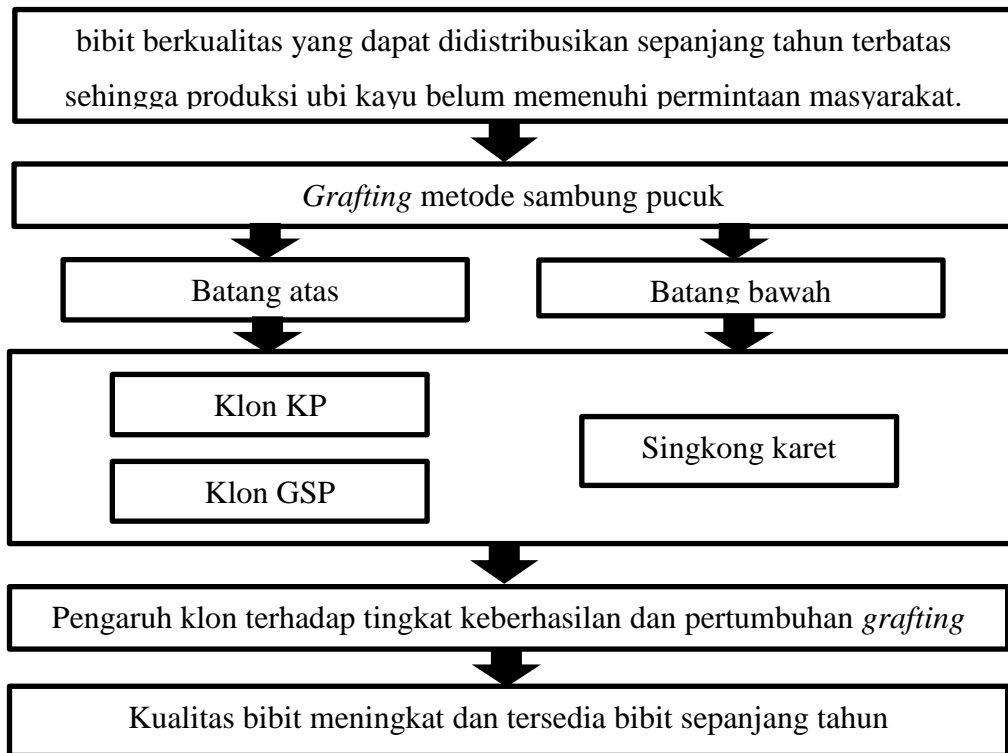 bibit berkualitas yang dapat didistribusikan sepanjang tahun terbatas
sehingga produksi ubi kayu belum memenuhi permintaan masyarakat.
Grafting metode sambung pucuk
Batang atas
Batang bawah
Klon KP
Klon GSP
Singkong karet
Pengaruh klon terhadap tingkat keberhasilan dan pertumbuhan grafting
Kualitas bibit meningkat dan tersedia bibit sepanjang tahun